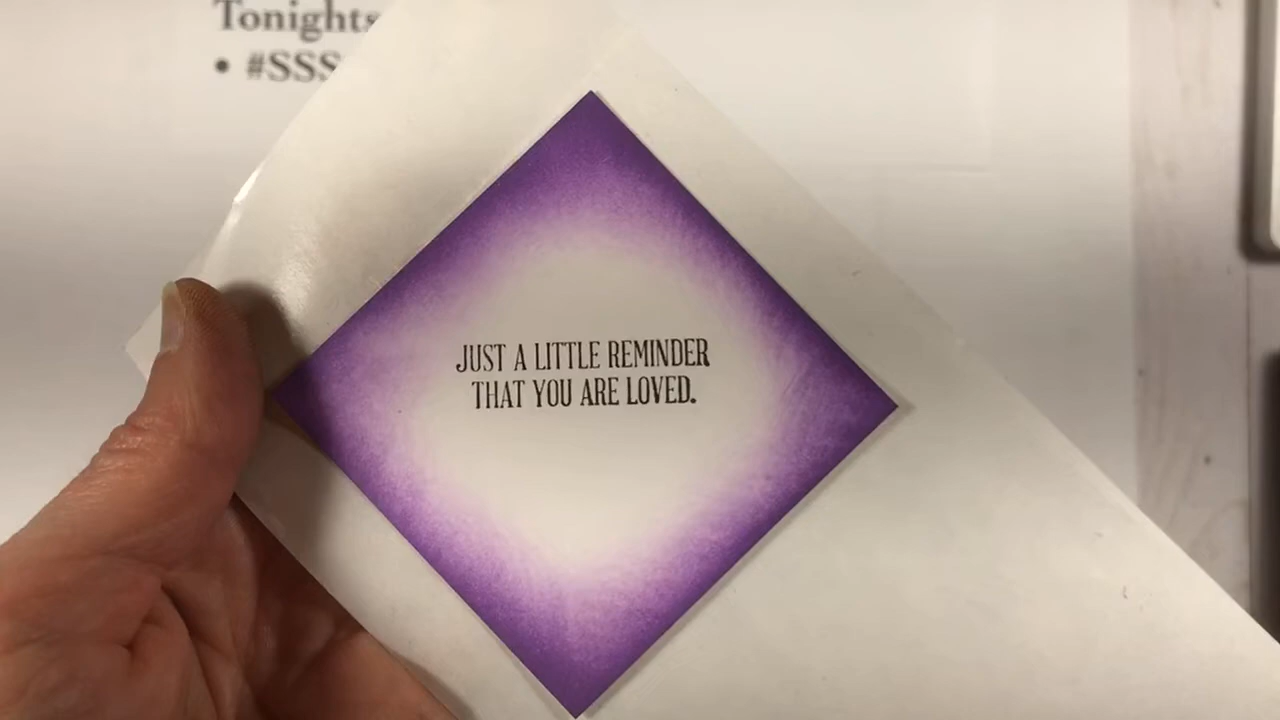 Tonights
• #SSS
JUST A LITTLE REMINDER
THAT YOU ARE LOVED.